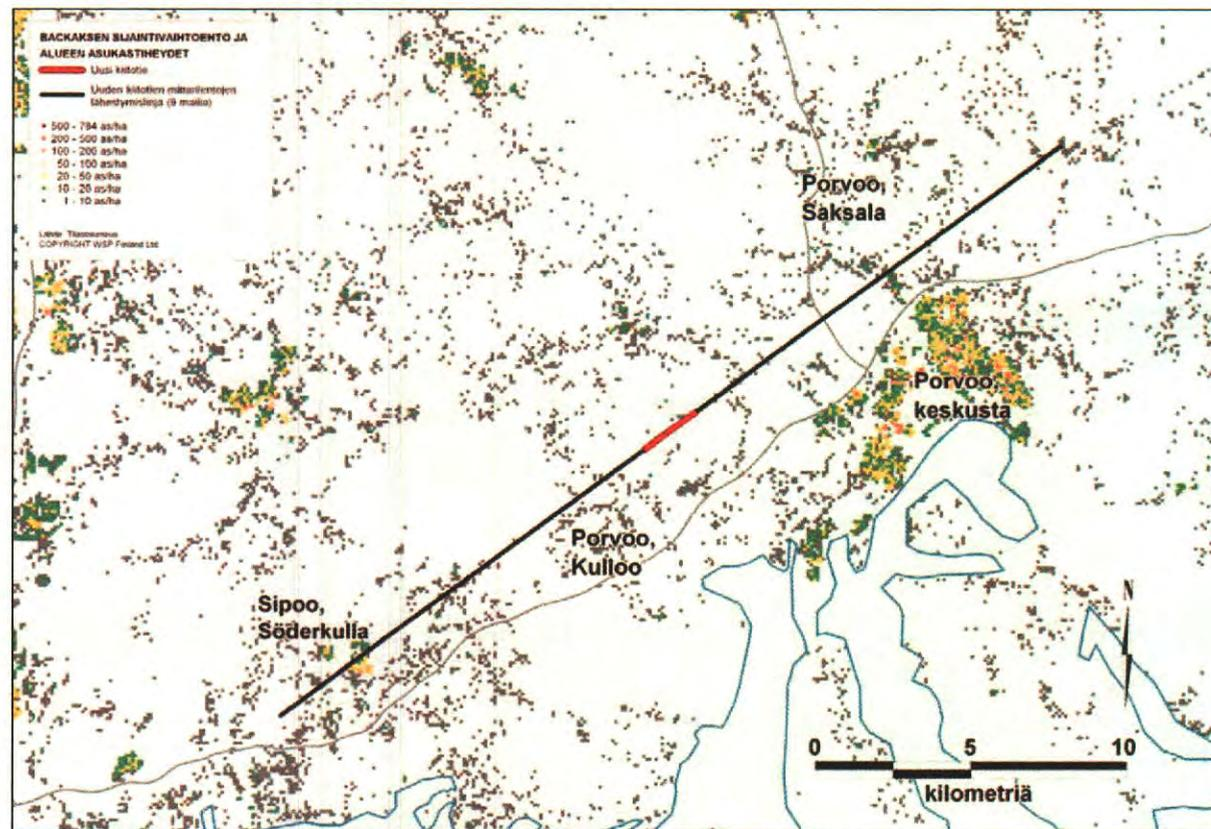 BACKAKSEN SIJAINTIVAIHTOEHTO JA
ALUEEN ASUKASTIHEYDET
Uusi kiitotie
Uuden kiitotien mittarilentojen
lähestymislinja (9 mailia)
500 - 784 as/ha
200 - 500 as/ha
100 - 200 as/ha
50 - 100 as/ha
20 - 50 as/ha
10 - 20 as/ha
1 - 10 as/ha
Lähde: Tilastokeskus
COPYRIGHT WSP Finland Ltd
Porvoo,
Saksala
Porvoo,
keskusta
Porvoo,
Kulloo
Sipoo,
Söderkulla
N
0 5 10
kilometriä